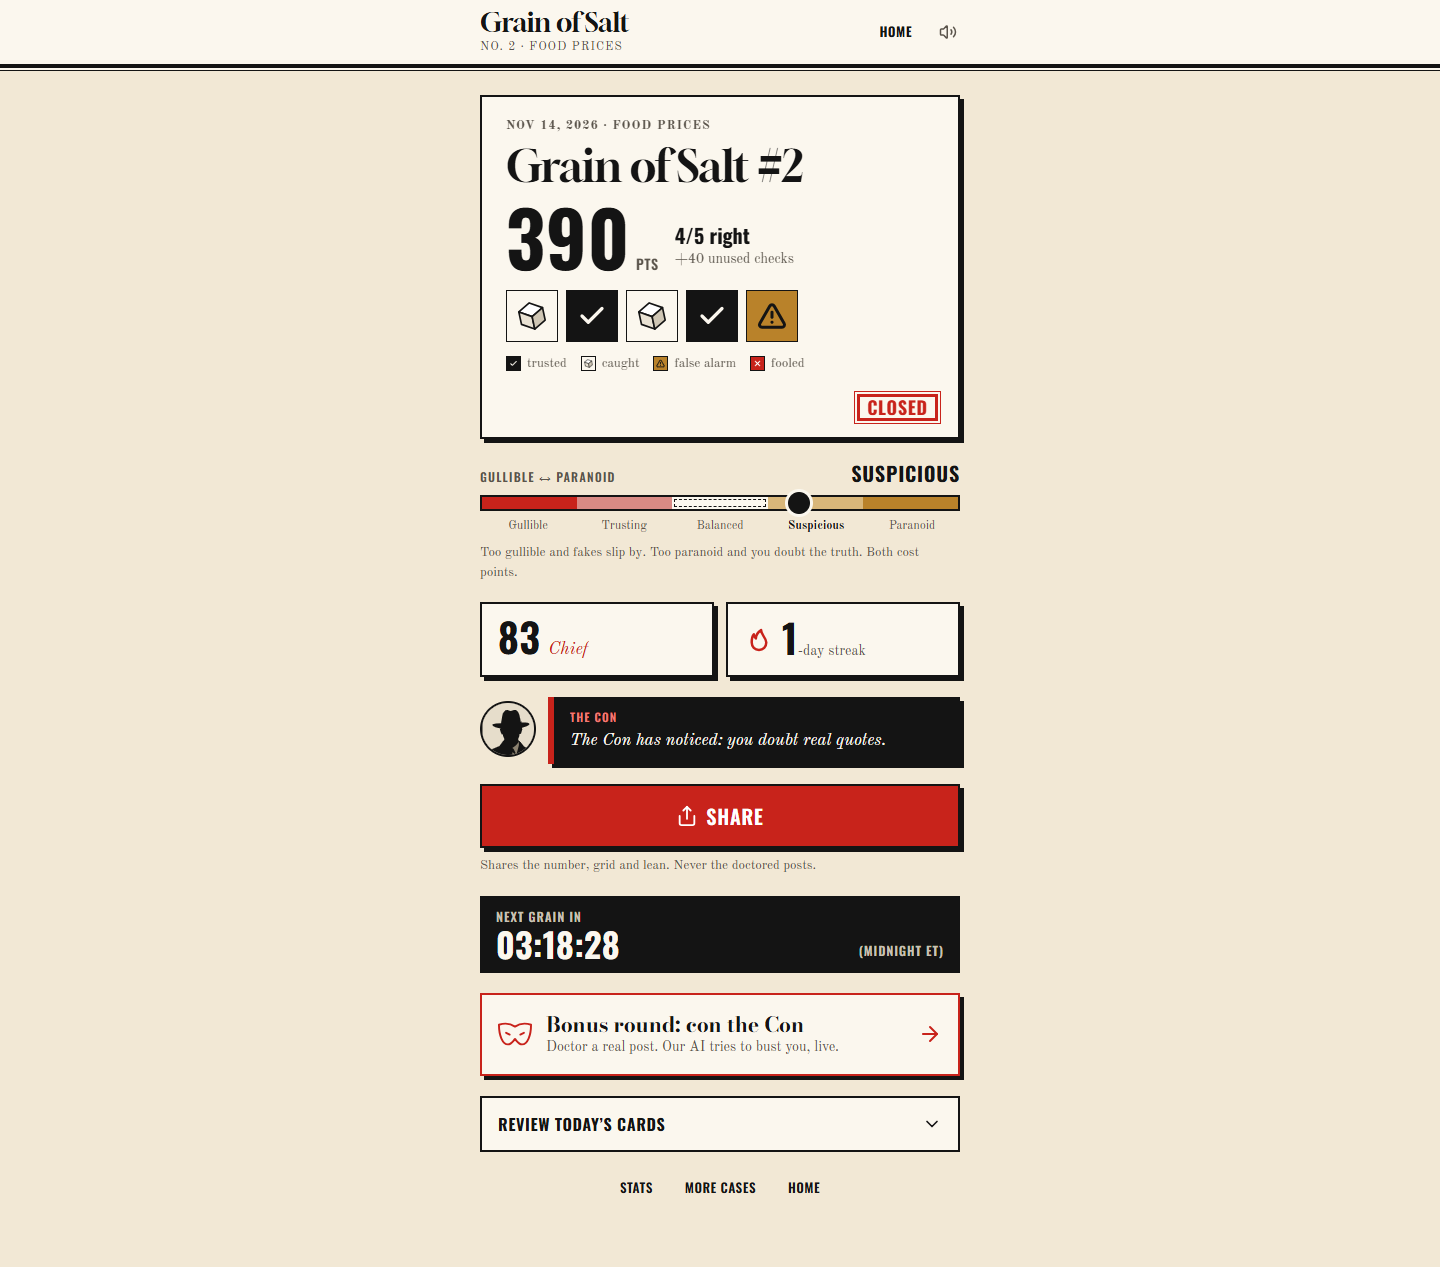 Grain of Salt
NO. 2 · FOOD PRICES
HOME
NOV 14, 2026 · FOOD PRICES
Grain of Salt #2
390 PTS
4/5 right
+40 unused checks
trusted caught false alarm fooled
CLOSED
GULLIBLE ↔ PARANOID
SUSPICIOUS
Gullible Trusting Balanced Suspicious Paranoid
Too gullible and fakes slip by. Too paranoid and you doubt the truth. Both cost
points.
83 Chief
1-day streak
THE CON
The Con has noticed: you doubt real quotes.
SHARE
Shares the number, grid and lean. Never the doctored posts.
NEXT GRAIN IN
03:18:28
(MIDNIGHT ET)
Bonus round: con the Con
Doctor a real post. Our AI tries to bust you, live.
REVIEW TODAY’S CARDS
STATS MORE CASES HOME